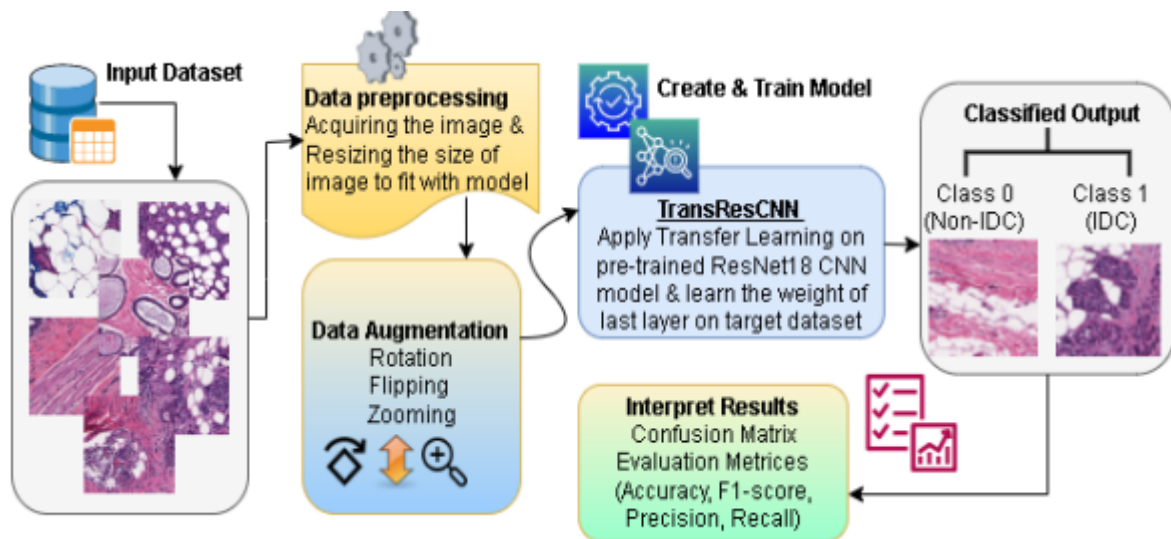 Input Dataset
Data preprocessing
Acquiring the image &
Resizing the size of
image to fit with model
Data Augmentation
Rotation
Flipping
Zooming
Create & Train Model
TransResCNN
Apply Transfer Learning on
pre-trained ResNet18 CNN
model & learn the weight of
last layer on target dataset
Classified Output
Class 0
(Non-IDC)
Class 1
(IDC)
Interpret Results
Confusion Matrix
Evaluation Metrices
(Accuracy, F1-score,
Precision, Recall)